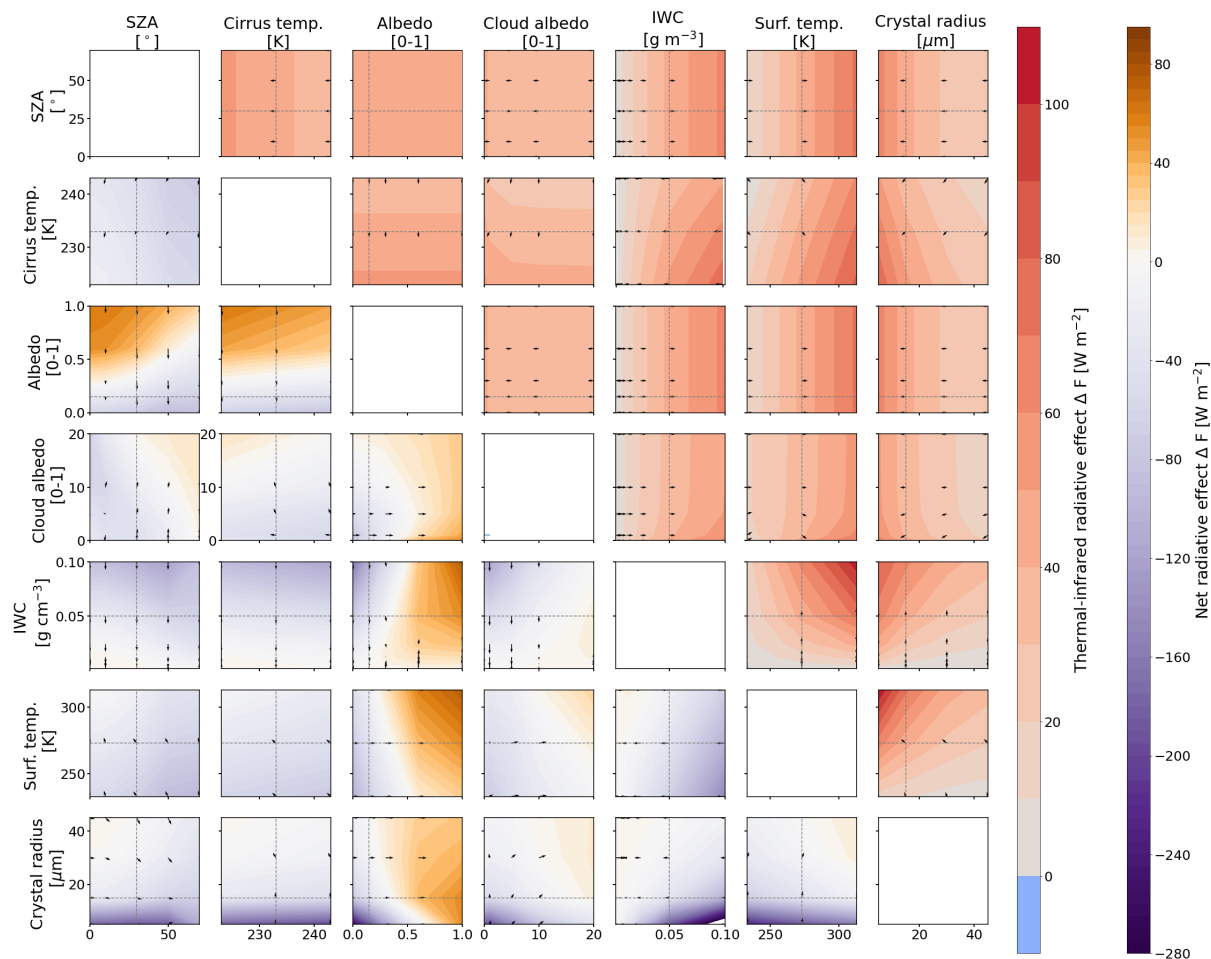 SZA
[°]
Cirrus temp.
[K]
Albedo
[0-1]
Cloud albedo
[0-1]
IWC
[g m⁻³]
Surf. temp.
[K]
Crystal radius
[μm]
SZA
[°]
50
25
0
Cirrus temp.
[K]
240
230
Albedo
[0-1]
1.0
0.5
0.0
Cloud albedo
[0-1]
20
10
0
20
10
0
IWC
[g cm⁻³]
0.10
0.05
Surf. temp.
[K]
300
250
Crystal radius
[μm]
40
20
0
50
230
240
0.0
0.5
1.0
0
20
0.05
0.10
250
300
20
40
100
80
60
40
20
0
Thermal-infrared radiative effect Δ F [W m⁻²]
80
40
0
−40
−80
−120
−160
−200
−240
−280
Net radiative effect Δ F [W m⁻²]